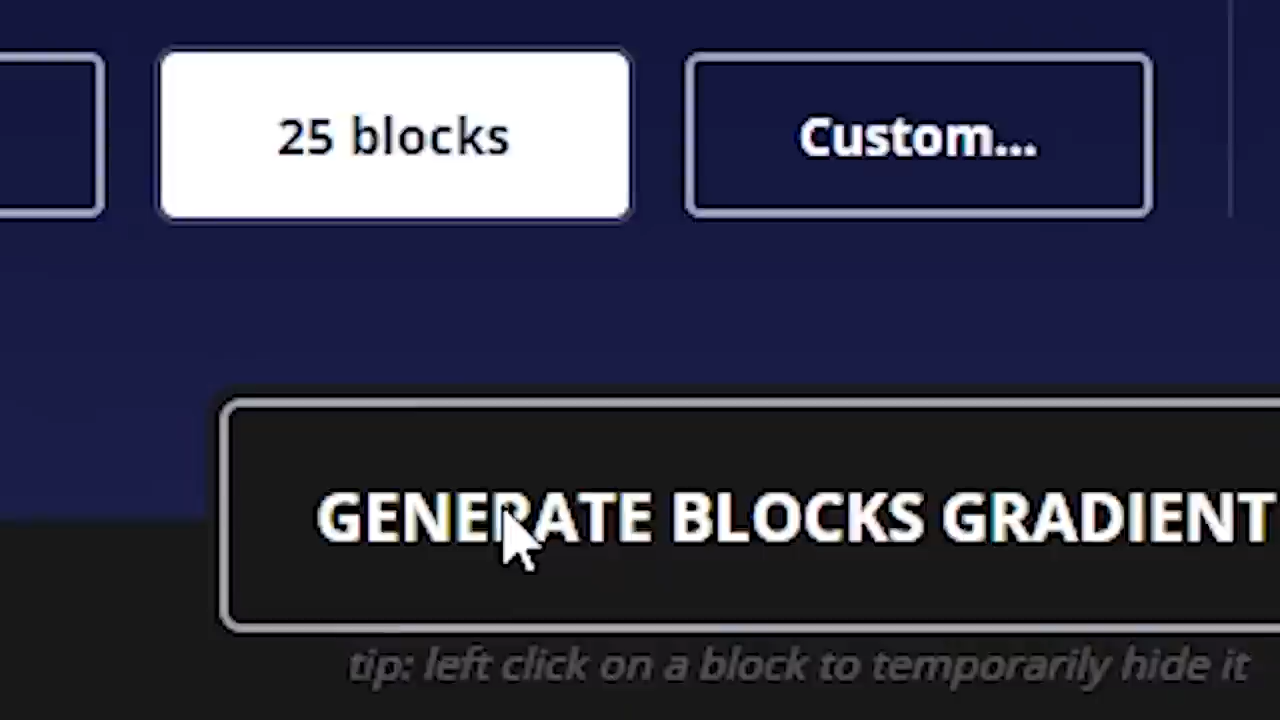 25 blocks
Custom...
GENERATE BLOCKS GRADIENT
tip: left click on a block to temporarily hide it